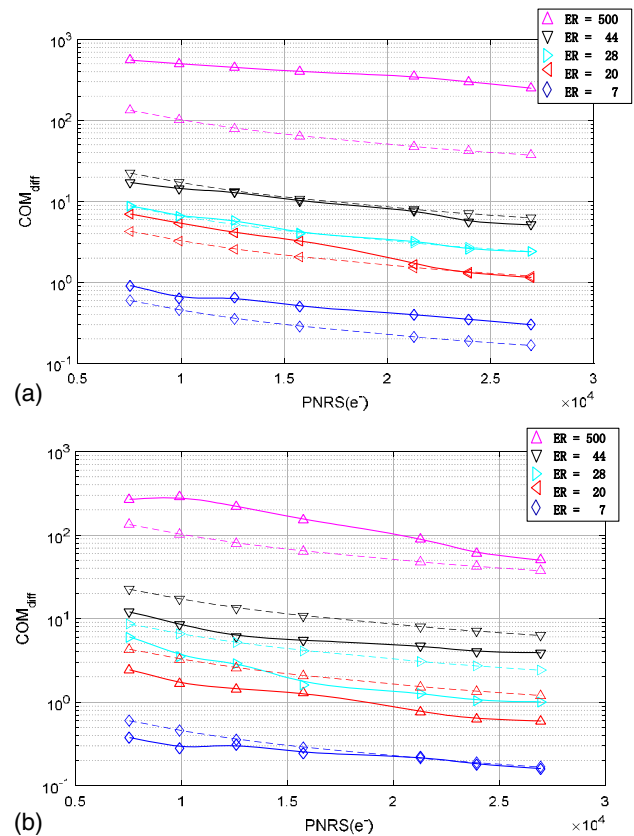 ER = 500
ER = 44
ER = 28
ER = 20
ER = 7
10^3
10^2
10^1
10^0
10^-1
COM_diff
0.5 1 1.5 2 2.5 3
PNRS(e^-)
×10^4
(a)
ER = 500
ER = 44
ER = 28
ER = 20
ER = 7
10^3
10^2
10^1
10^0
COM_diff
0.5 1 1.5 2 2.5 3
PNRS(e^-)
×10^4
(b)